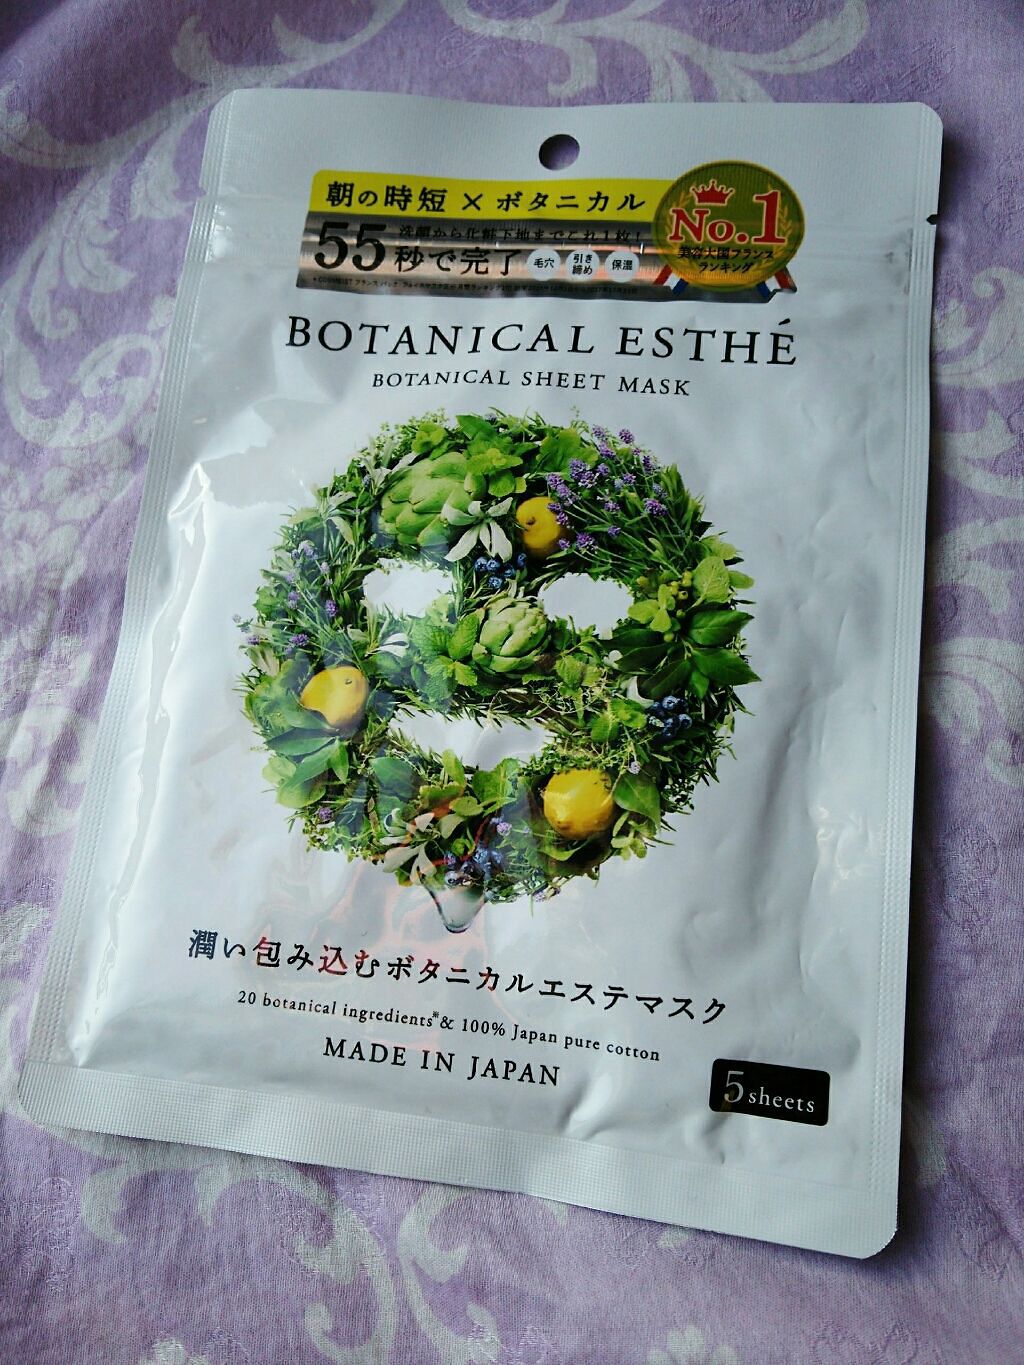 朝の時短 × ボタニカル
洗顔から化粧下地までこれ1枚!
55秒で完了
毛穴
引き締め
保湿
No.1
美容大国フランス
ランキング
BOTANICAL ESTHÉ
BOTANICAL SHEET MASK
潤い包み込むボタニカルエステマスク
20 botanical ingredients※& 100% Japan pure cotton
MADE IN JAPAN
5 sheets